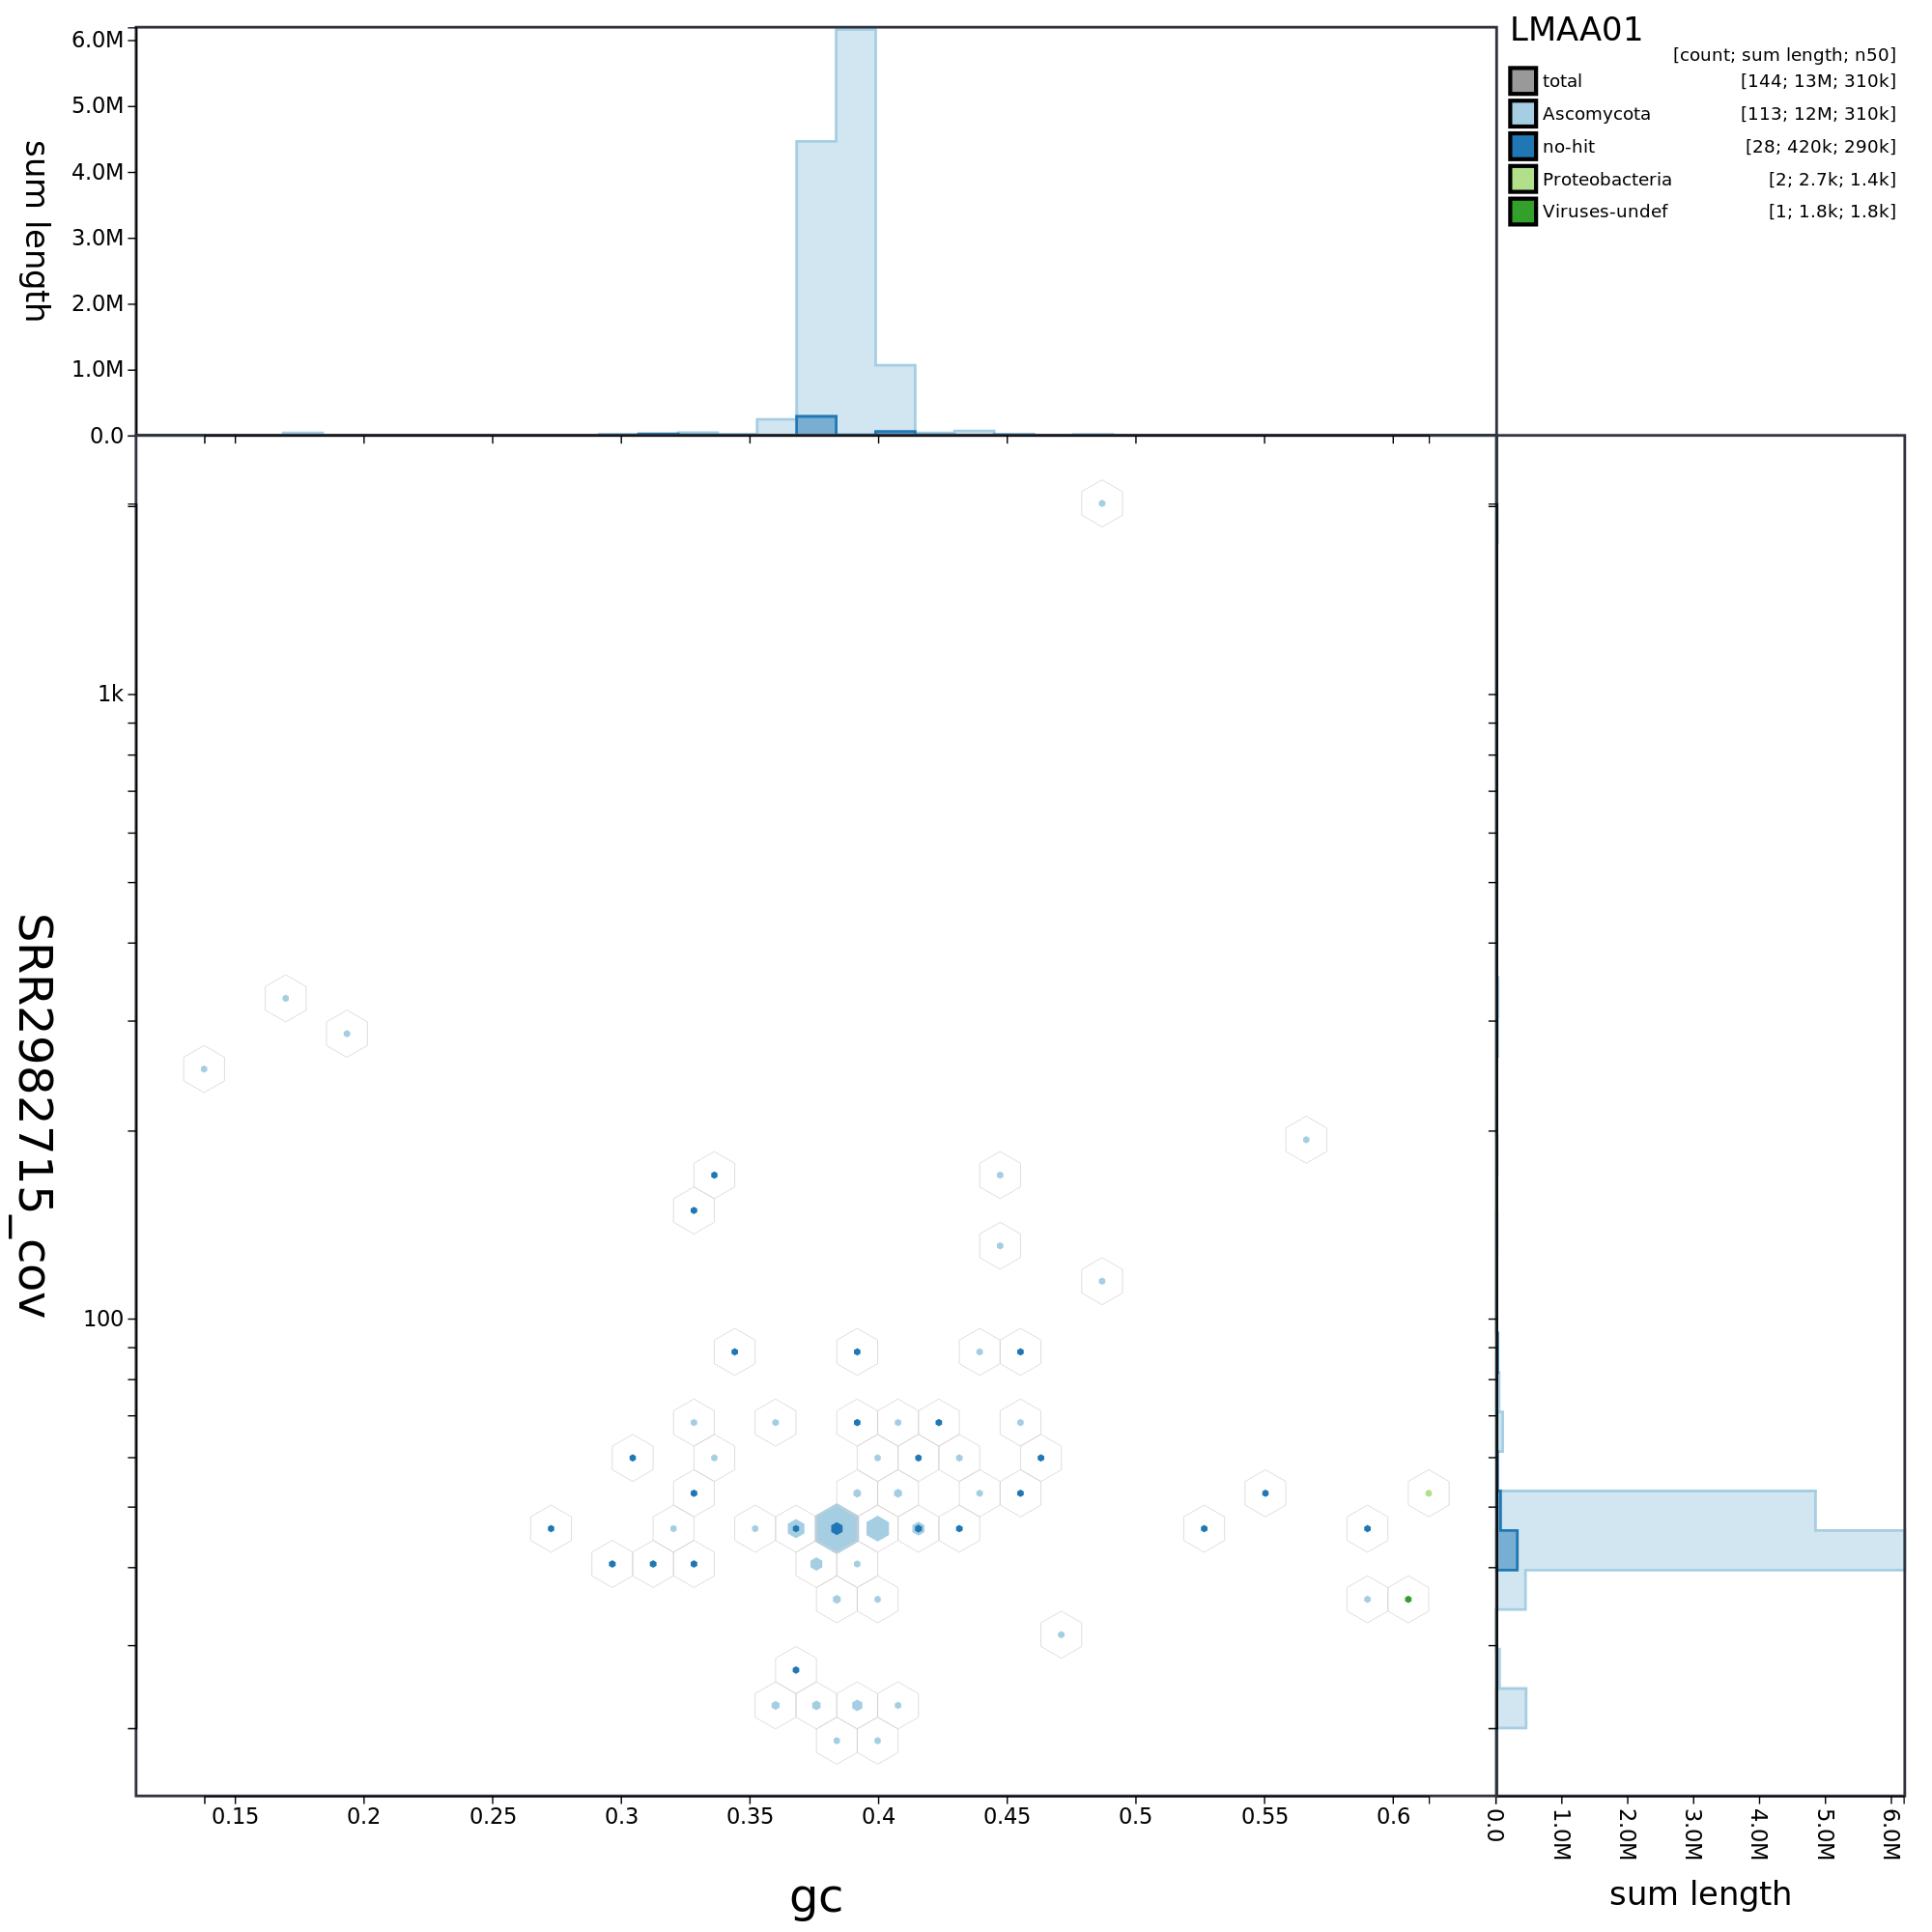 LMAA01
[count; sum length; n50]
total [144; 13M; 310k]
Ascomycota [113; 12M; 310k]
no-hit [28; 420k; 290k]
Proteobacteria [2; 2.7k; 1.4k]
Viruses-undef [1; 1.8k; 1.8k]
sum length
6.0M
5.0M
4.0M
3.0M
2.0M
1.0M
0.0
SRR2982715_cov
1k
100
0.15 0.2 0.25 0.3 0.35 0.4 0.45 0.5 0.55 0.6
gc
0.0 1.0M 2.0M 3.0M 4.0M 5.0M 6.0M
sum length